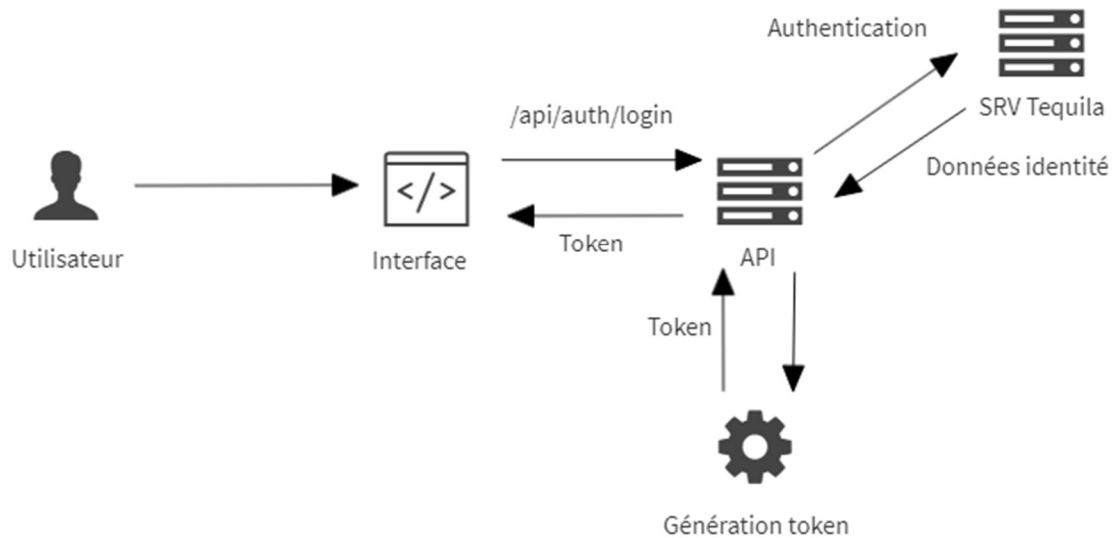 Authentication
SRV Tequila
/api/auth/login
Données identité
Utilisateur
Interface
Token
API
Token
Génération token